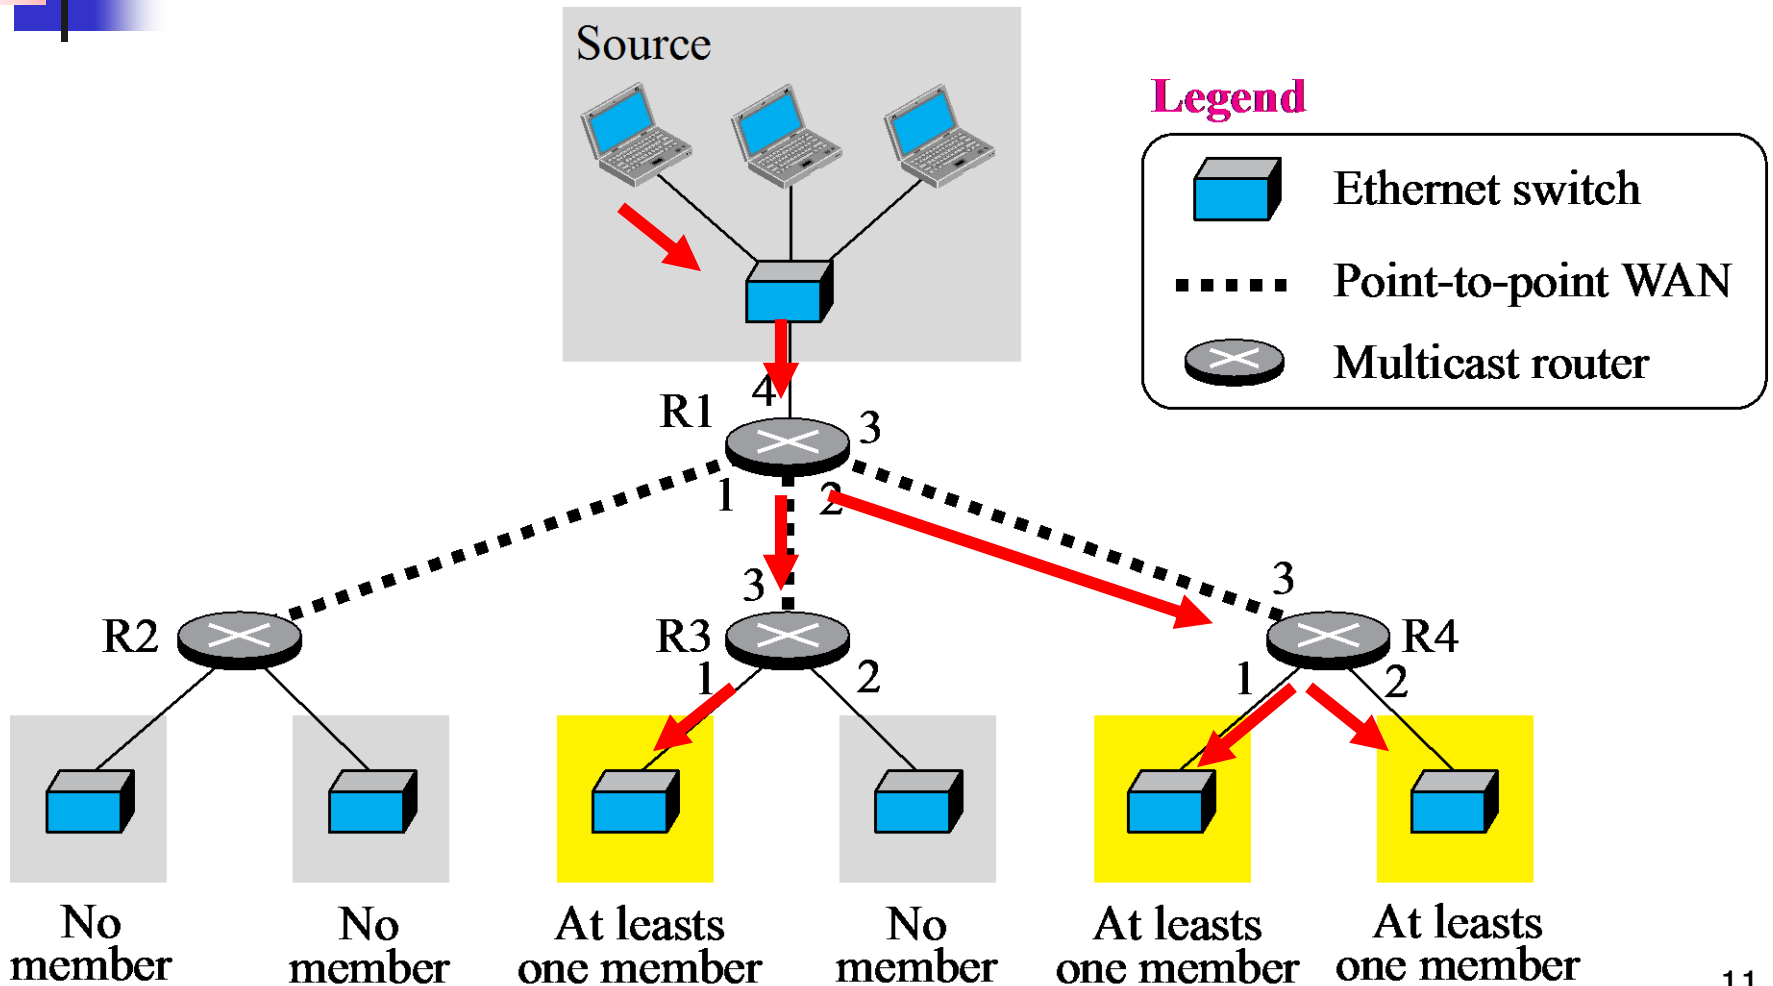 Source
Legend
Ethernet switch
Point-to-point WAN
Multicast router
4
R1
3
1
2
3
3
R2
R3
R4
1
2
1
2
No
member
No
member
At leasts
one member
No
member
At leasts
one member
At leasts
one member
11